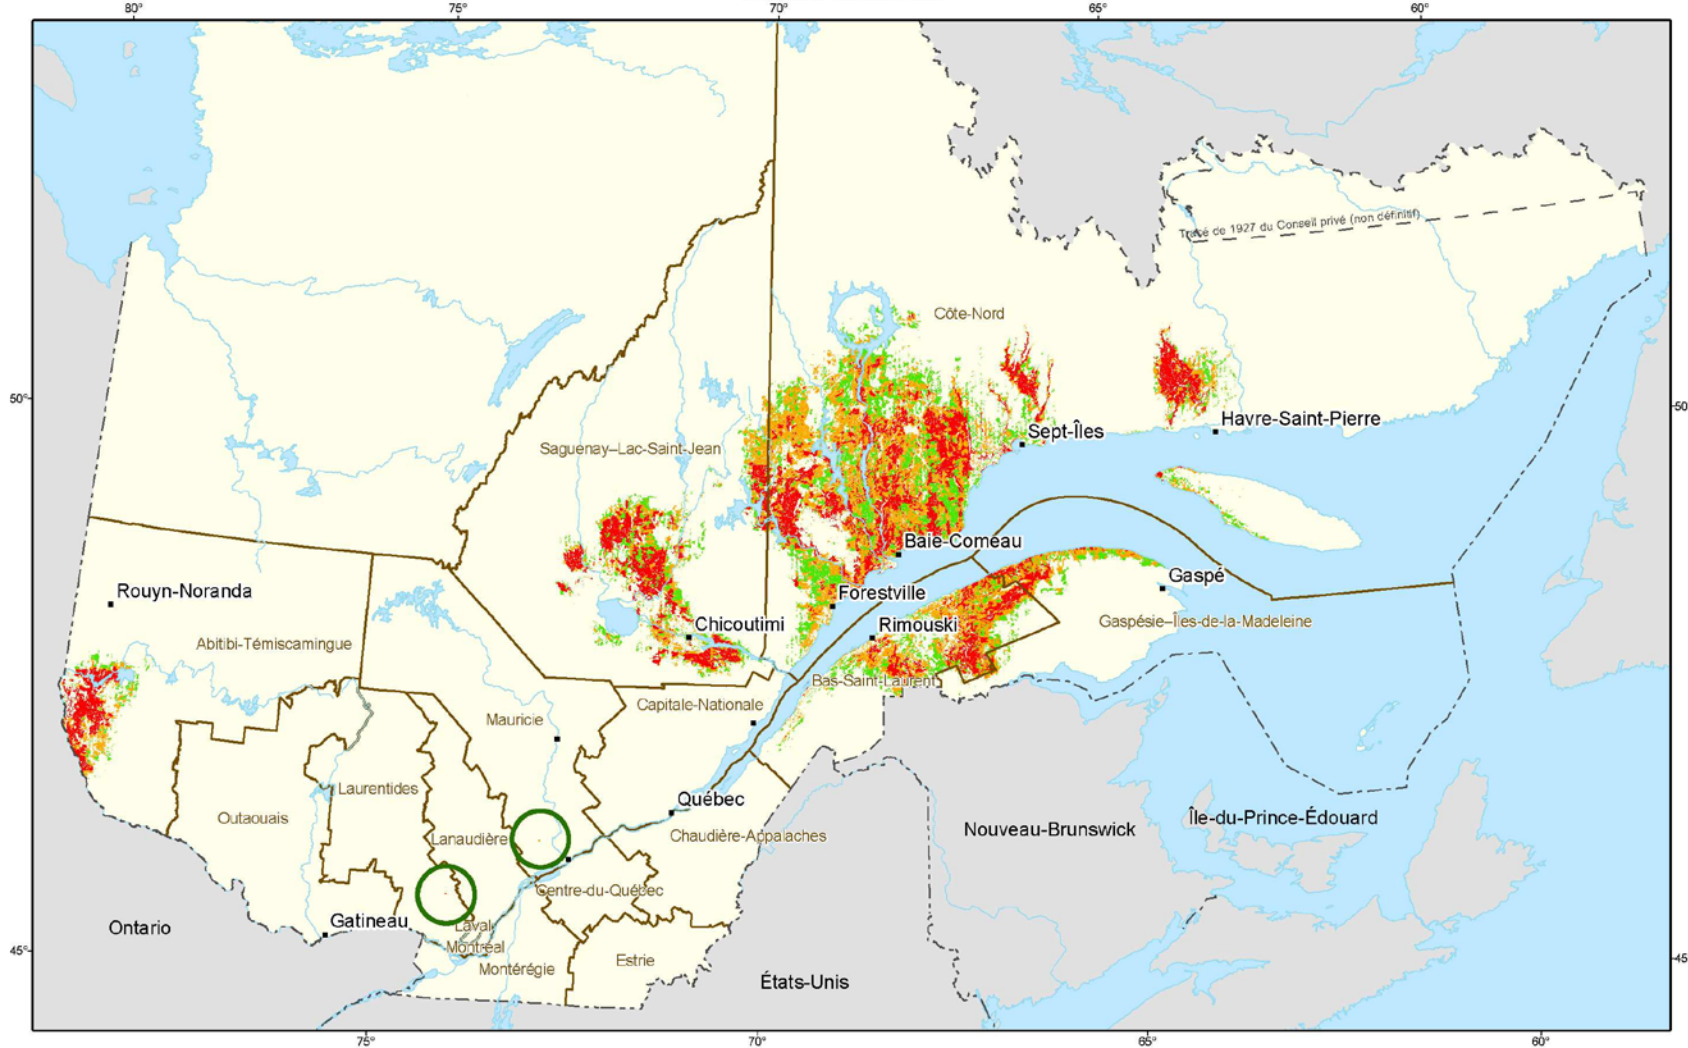 80°
75°
70°
65°
60°
Tracé de 1927 du Conseil privé (non définitif)
Côte-Nord
50°
50
Havre-Saint-Pierre
Sept-Îles
Saguenay–Lac-Saint-Jean
Baie-Comeau
Gaspé
Rouyn-Noranda
Forestville
Chicoutimi
Rimouski
Gaspésie–Îles-de-la-Madeleine
Abitibi-Témiscamingue
Bas-Saint-Laurent
Capitale-Nationale
Mauricie
Laurentides
Québec
Outaouais
Île-du-Prince-Édouard
Nouveau-Brunswick
Lanaudière
Chaudière-Appalaches
Centre-du-Québec
Gatineau
Ontario
Laval
Montréal
45°
45
Estrie
Montérégie
États-Unis
75°
70°
65°
60°